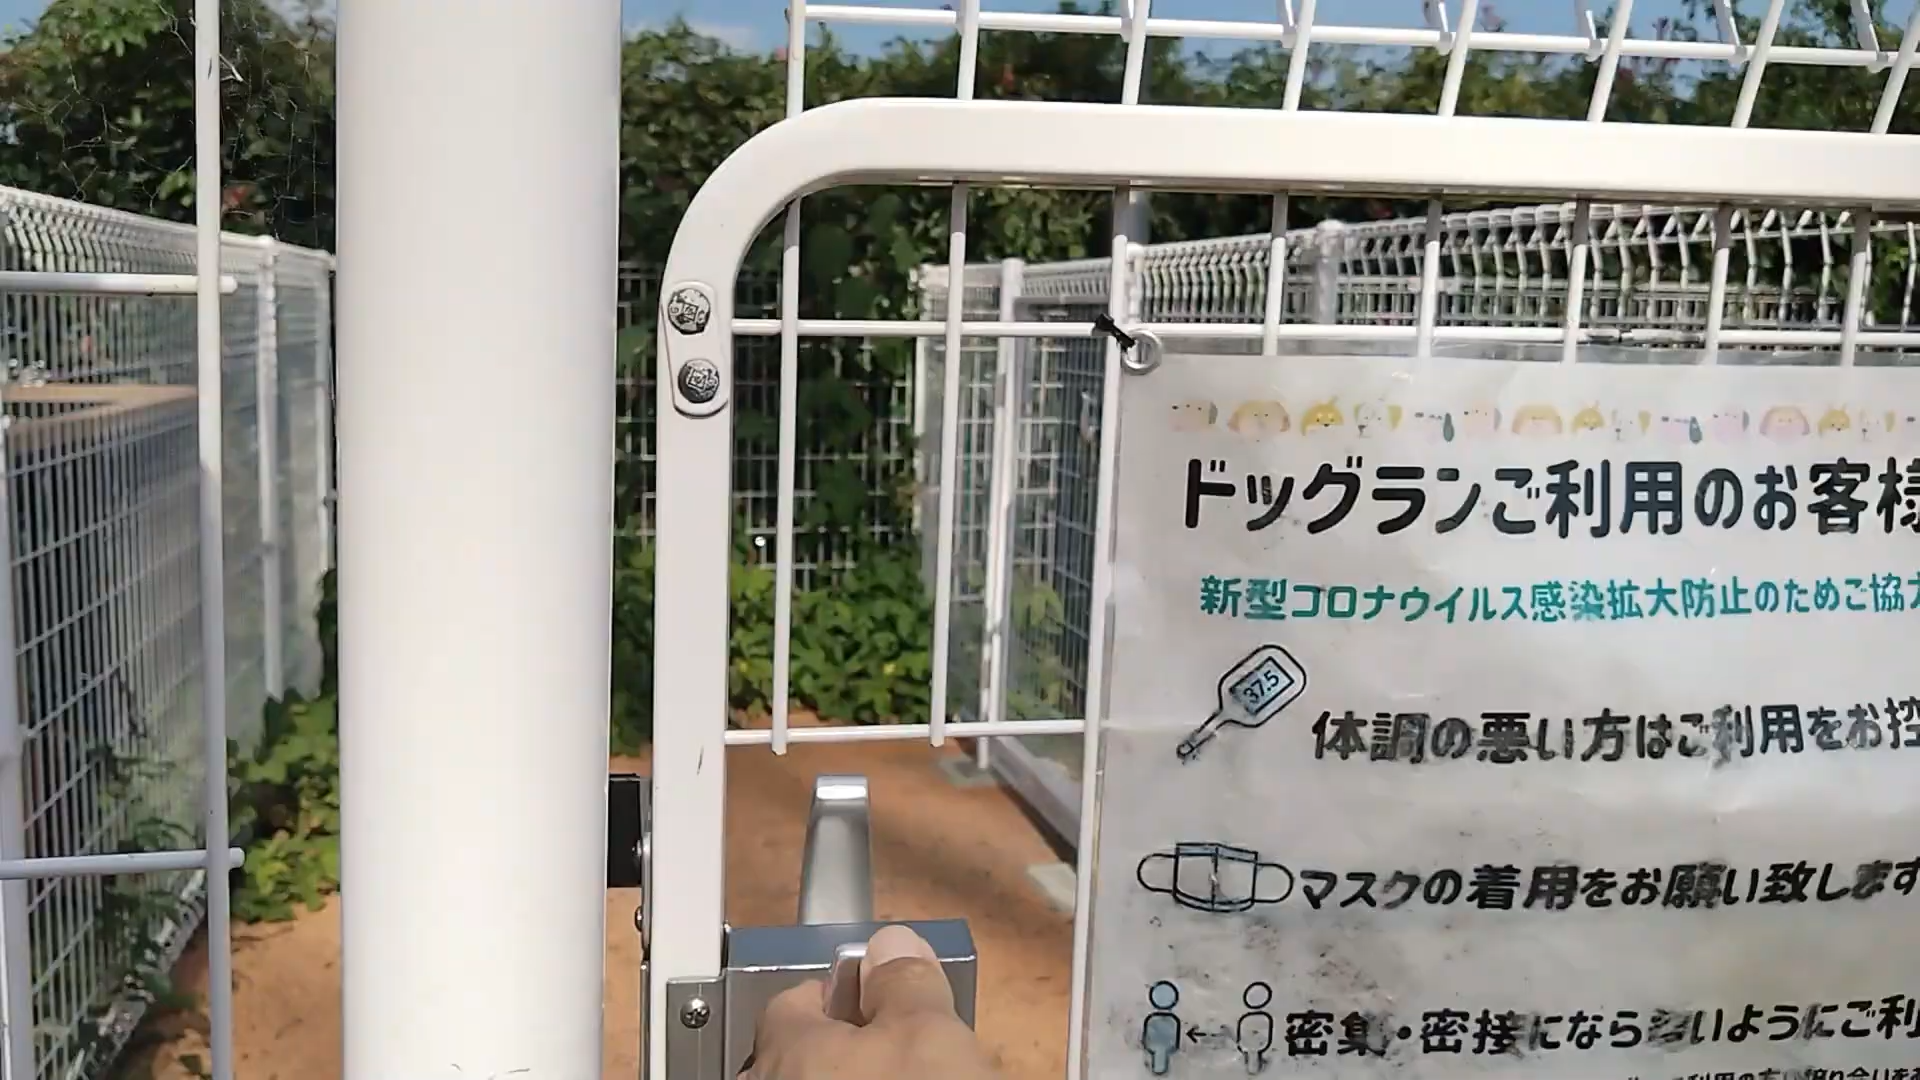 ドッグランご利用のお客様
新型コロナウイルス感染拡大防止のためご協力
37.5
体調の悪い方はご利用をお控
マスクの着用をお願い致します
密集・密接にならないようにご利